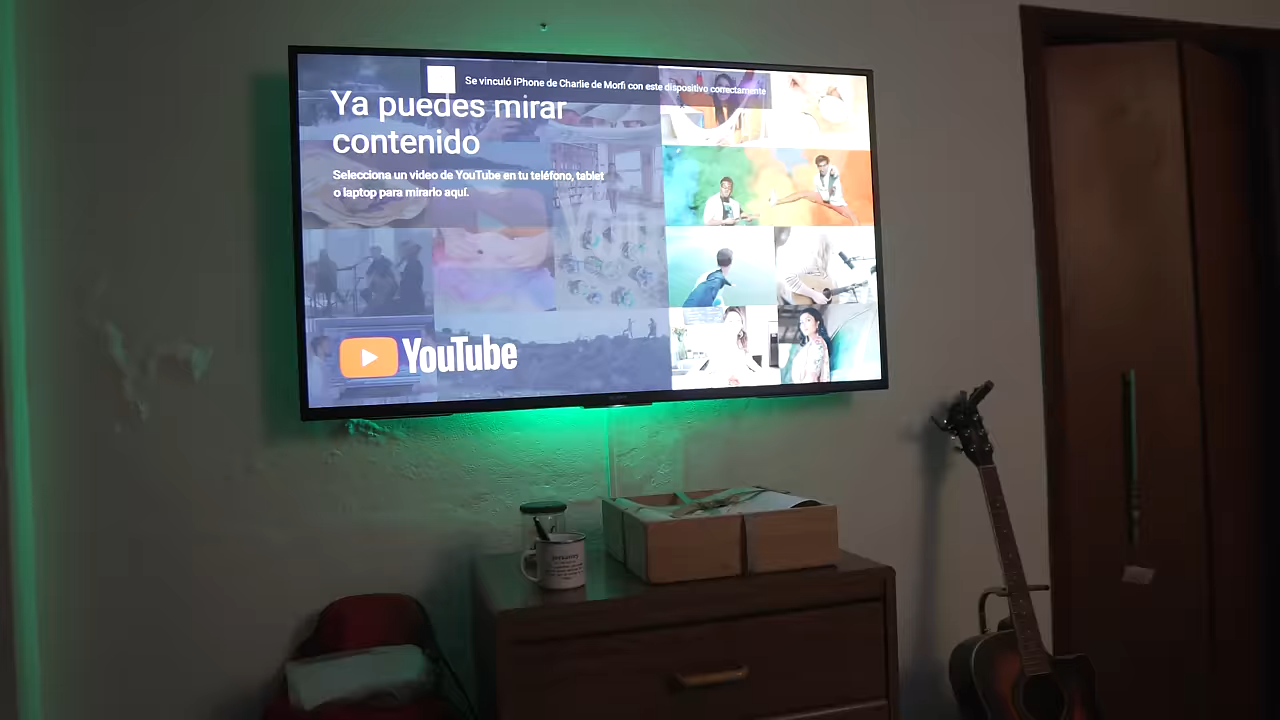 Se vinculó iPhone de Charlie de Morfi con este dispositivo correctamente
Ya puedes mirar
contenido
Selecciona un video de YouTube en tu teléfono, tablet
o laptop para mirarlo aquí.
YouTube